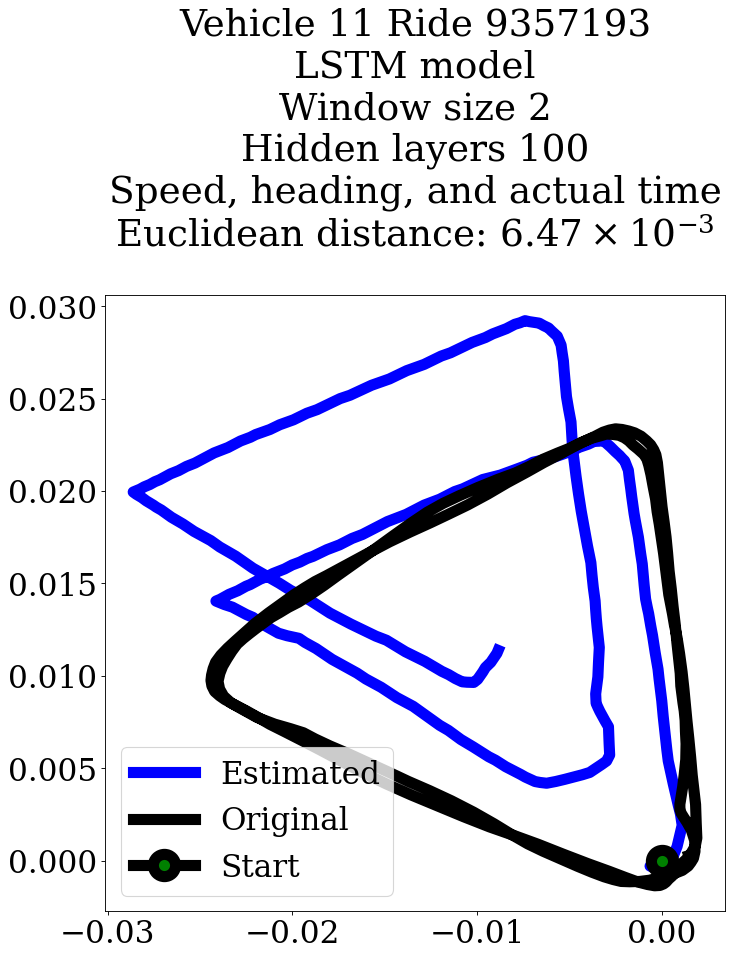 Vehicle 11 Ride 9357193
LSTM model
Window size 2
Hidden layers 100
Speed, heading, and actual time
Euclidean distance: 6.47 × 10⁻³
0.030
0.025
0.020
0.015
0.010
0.005
0.000
Estimated
Original
Start
−0.03 −0.02 −0.01 0.00